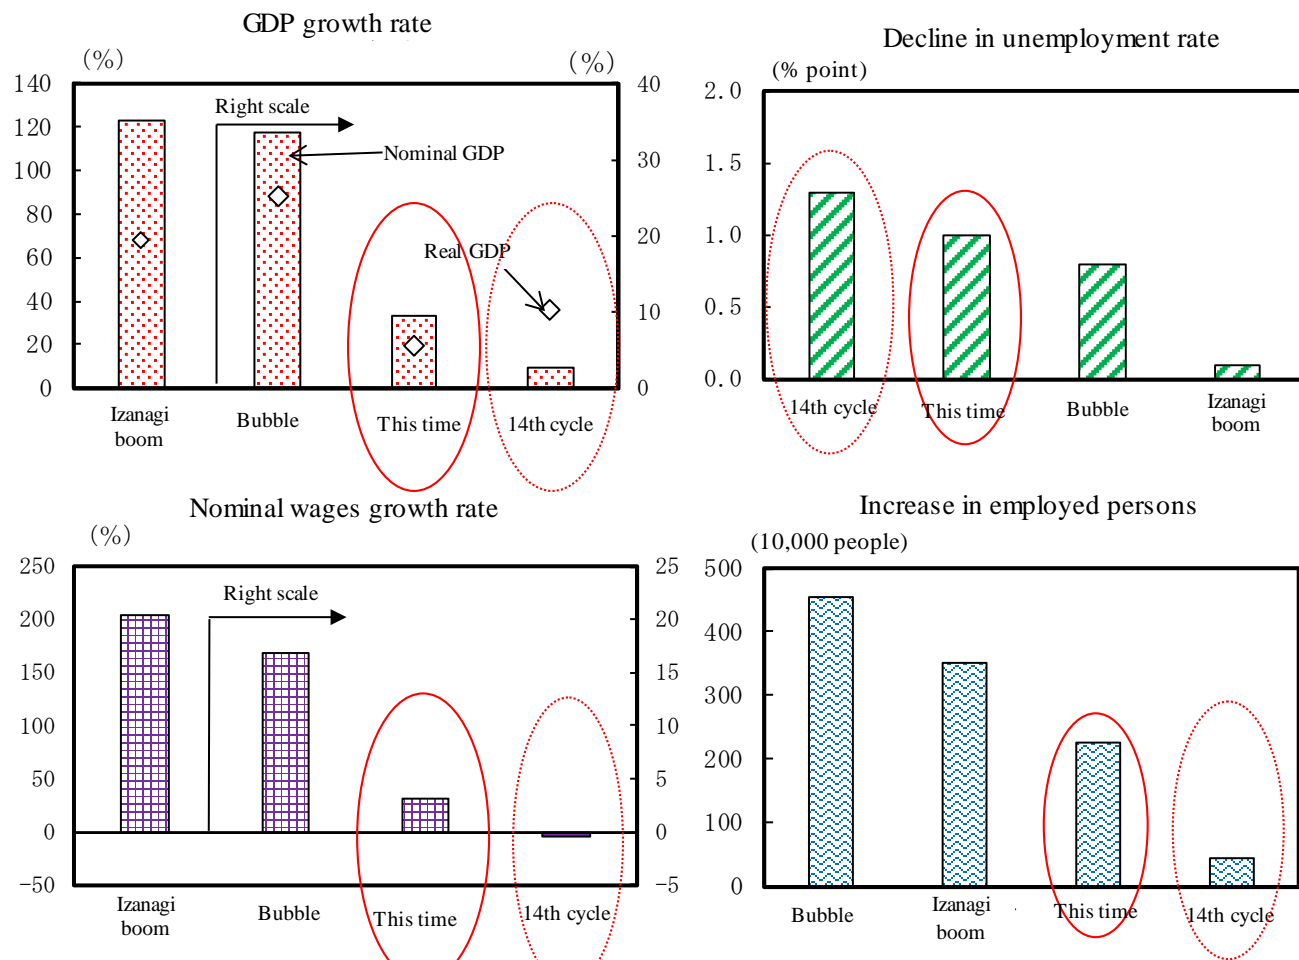 GDP growth rate
(%)
(%)
140
120
100
80
60
40
20
0
40
30
20
10
0
Right scale
Nominal GDP
Real GDP
Izanagi
boom
Bubble
This time
14th cycle
Decline in unemployment rate
(% point)
2.0
1.5
1.0
0.5
0.0
14th cycle
This time
Bubble
Izanagi
boom
Nominal wages growth rate
(%)
250
200
150
100
50
0
-50
25
20
15
10
5
0
-5
Right scale
Izanagi
boom
Bubble
This time
14th cycle
Increase in employed persons
(10,000 people)
500
400
300
200
100
0
Bubble
Izanagi
boom
This time
14th cycle